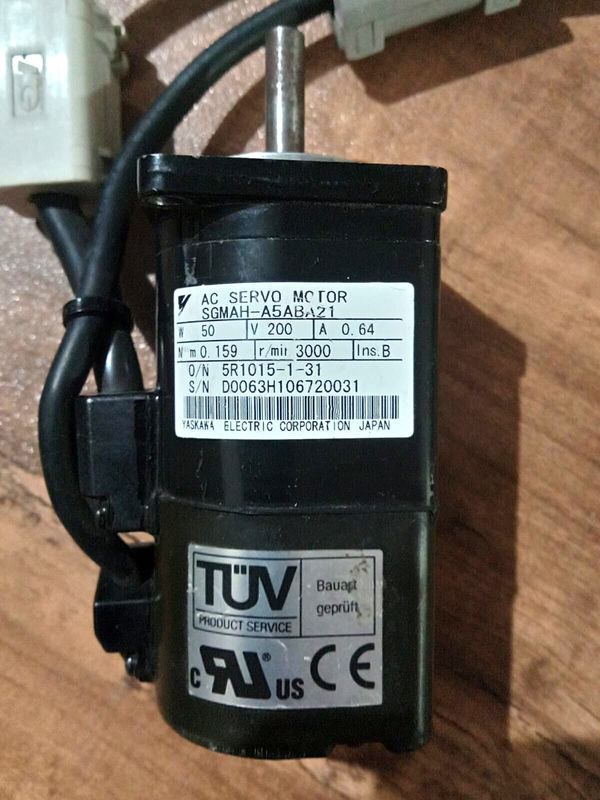 AC SERVO MOTOR
SGMAH-A5ABA21
W 50 V 200 A 0.64
N·m 0.159 r/min 3000 Ins.B
O/N 5R1015-1-31
S/N D0063H106720031
YASKAWA ELECTRIC CORPORATION JAPAN
TÜV
PRODUCT SERVICE
Bauart
geprüft
C RU ® US CE